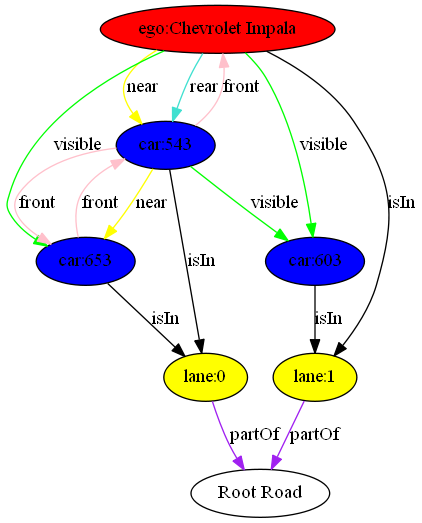 ego:Chevrolet Impala
near
rear
front
car:543
visible
visible
front
front
near
visible
isIn
isIn
car:653
car:603
isIn
isIn
lane:0
lane:1
partOf
partOf
Root Road